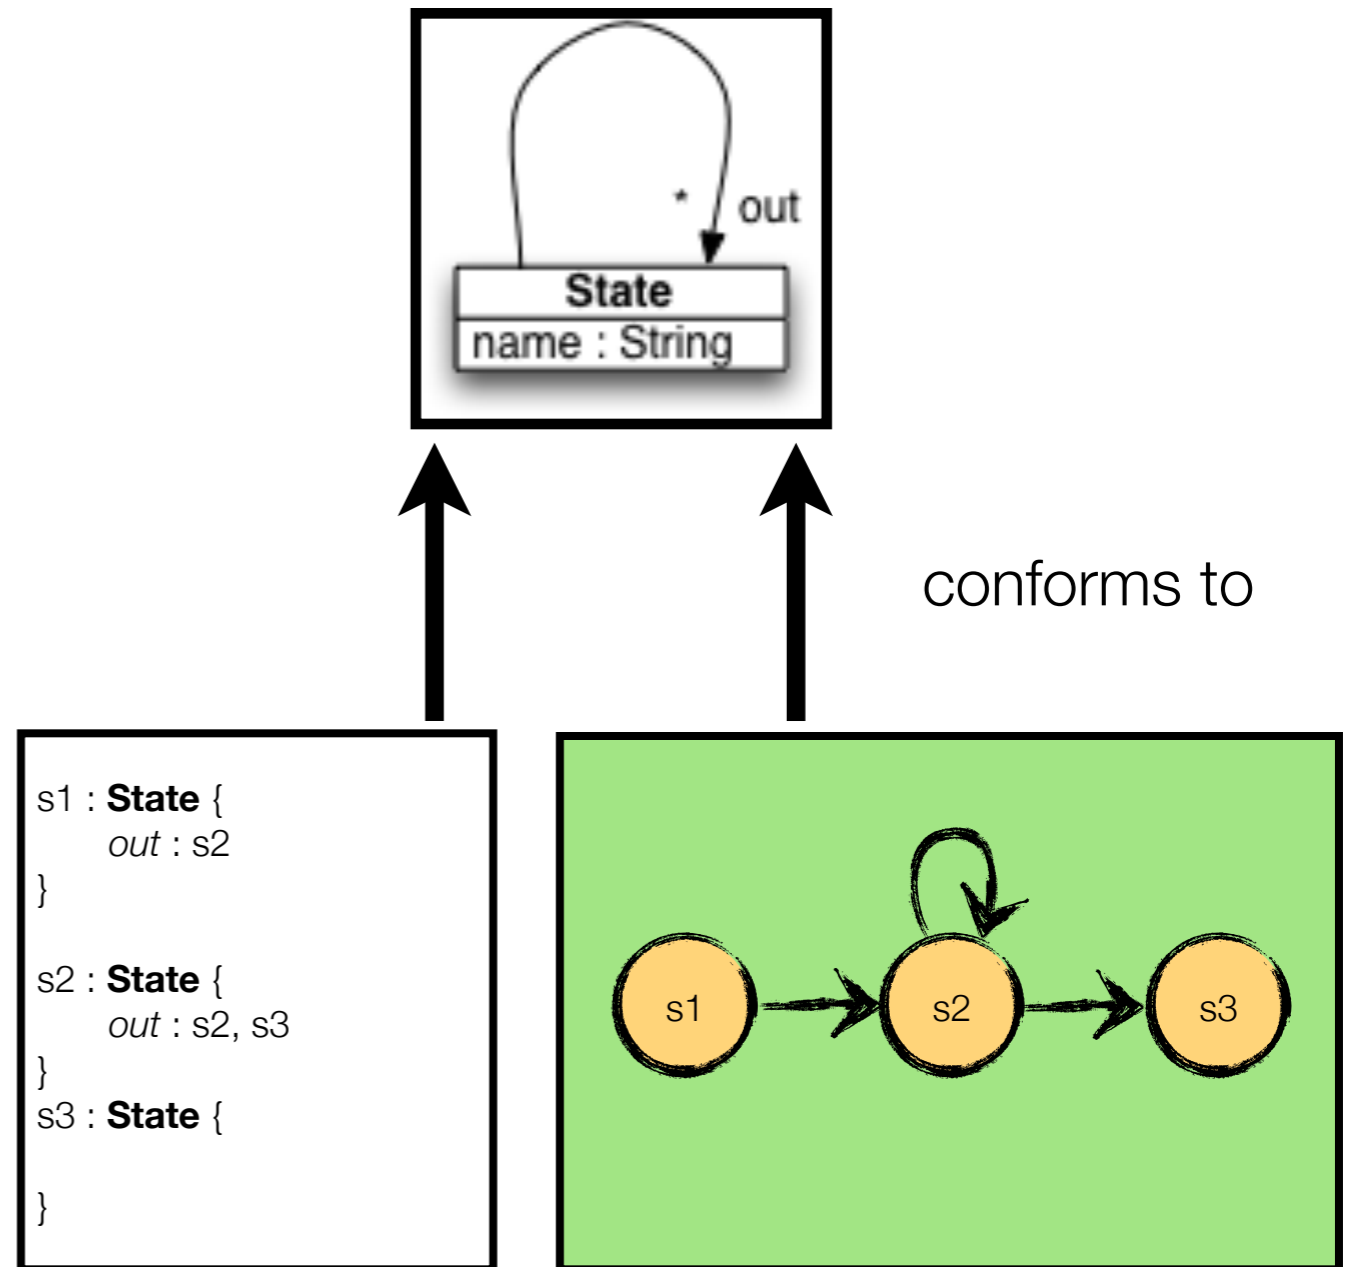 * out
State
name : String
conforms to
s1 : State {
out : s2
}
s2 : State {
out : s2, s3
}
s3 : State {
}
s1
s2
s3